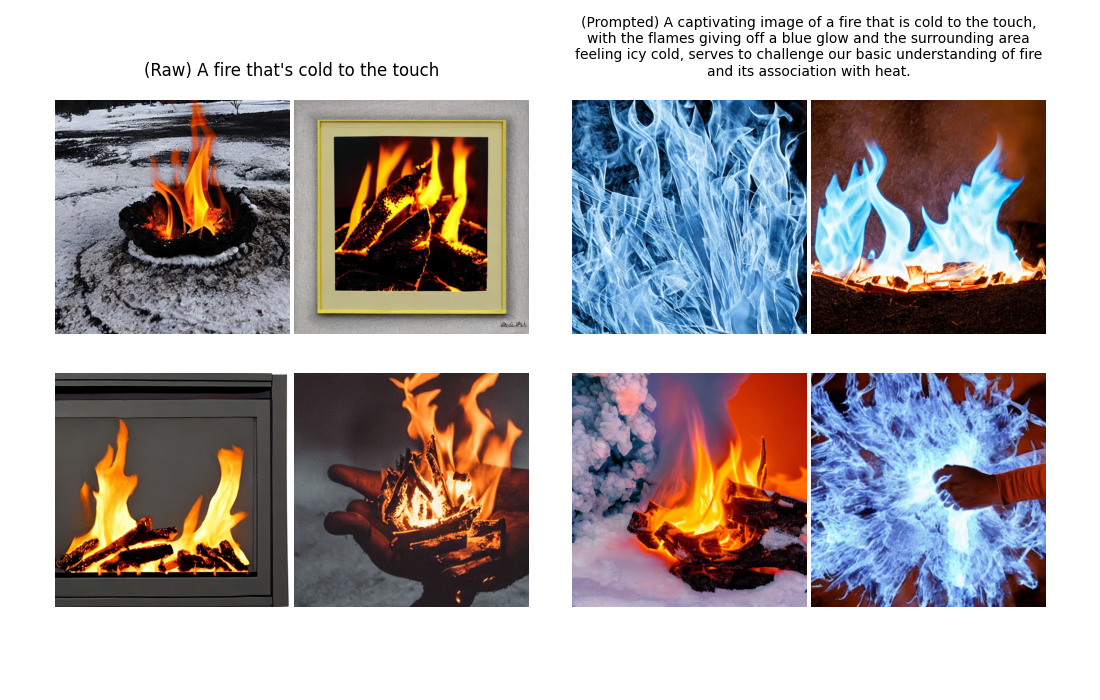 (Raw) A fire that's cold to the touch
(Prompted) A captivating image of a fire that is cold to the touch,
with the flames giving off a blue glow and the surrounding area
feeling icy cold, serves to challenge our basic understanding of fire
and its association with heat.